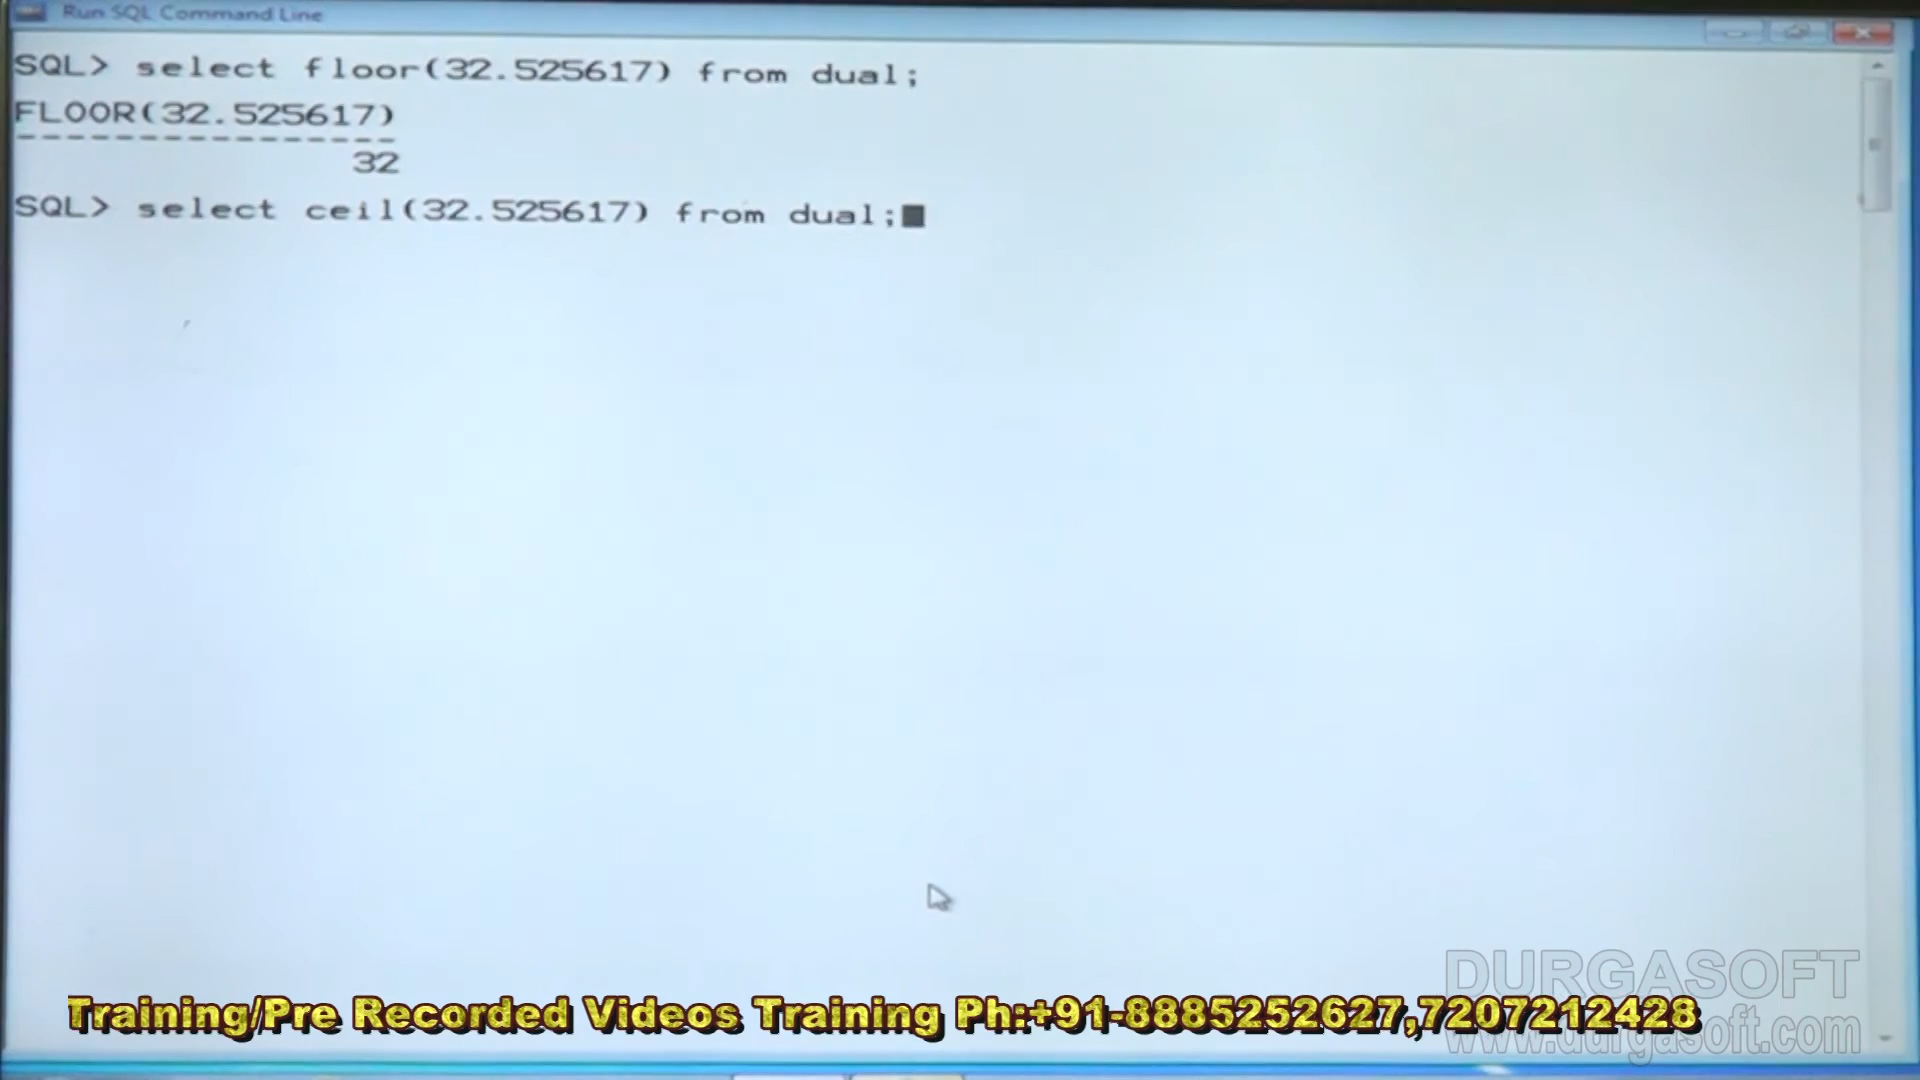 Run SQL Command Line
SQL> select floor(32.525617) from dual;
FLOOR(32.525617)
----------------
32
SQL> select ceil(32.525617) from dual;
DURGASOFT
www.durgasoft.com
Training/Pre Recorded Videos Training Ph:+91-8885252627,7207212428